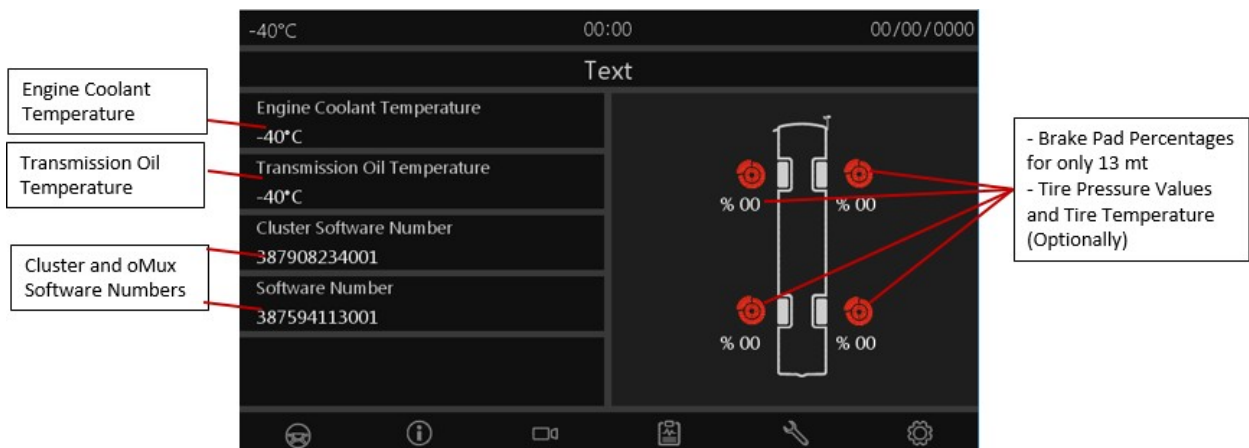 -40°C 00:00 00/00/0000
Text
Engine Coolant
Temperature
Engine Coolant Temperature
-40°C
Transmission Oil
Temperature
Transmission Oil Temperature
-40°C
Cluster Software Number
387908234001
Cluster and oMux
Software Numbers
Software Number
387594113001
% 00 % 00
% 00 % 00
- Brake Pad Percentages
for only 13 mt
- Tire Pressure Values
and Tire Temperature
(Optionally)